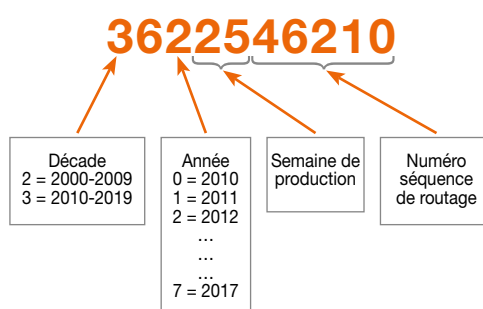 3622546210
Décade
2 = 2000-2009
3 = 2010-2019
Année
0 = 2010
1 = 2011
2 = 2012
...
...
...
7 = 2017
Semaine de
production
Numéro
séquence
de routage